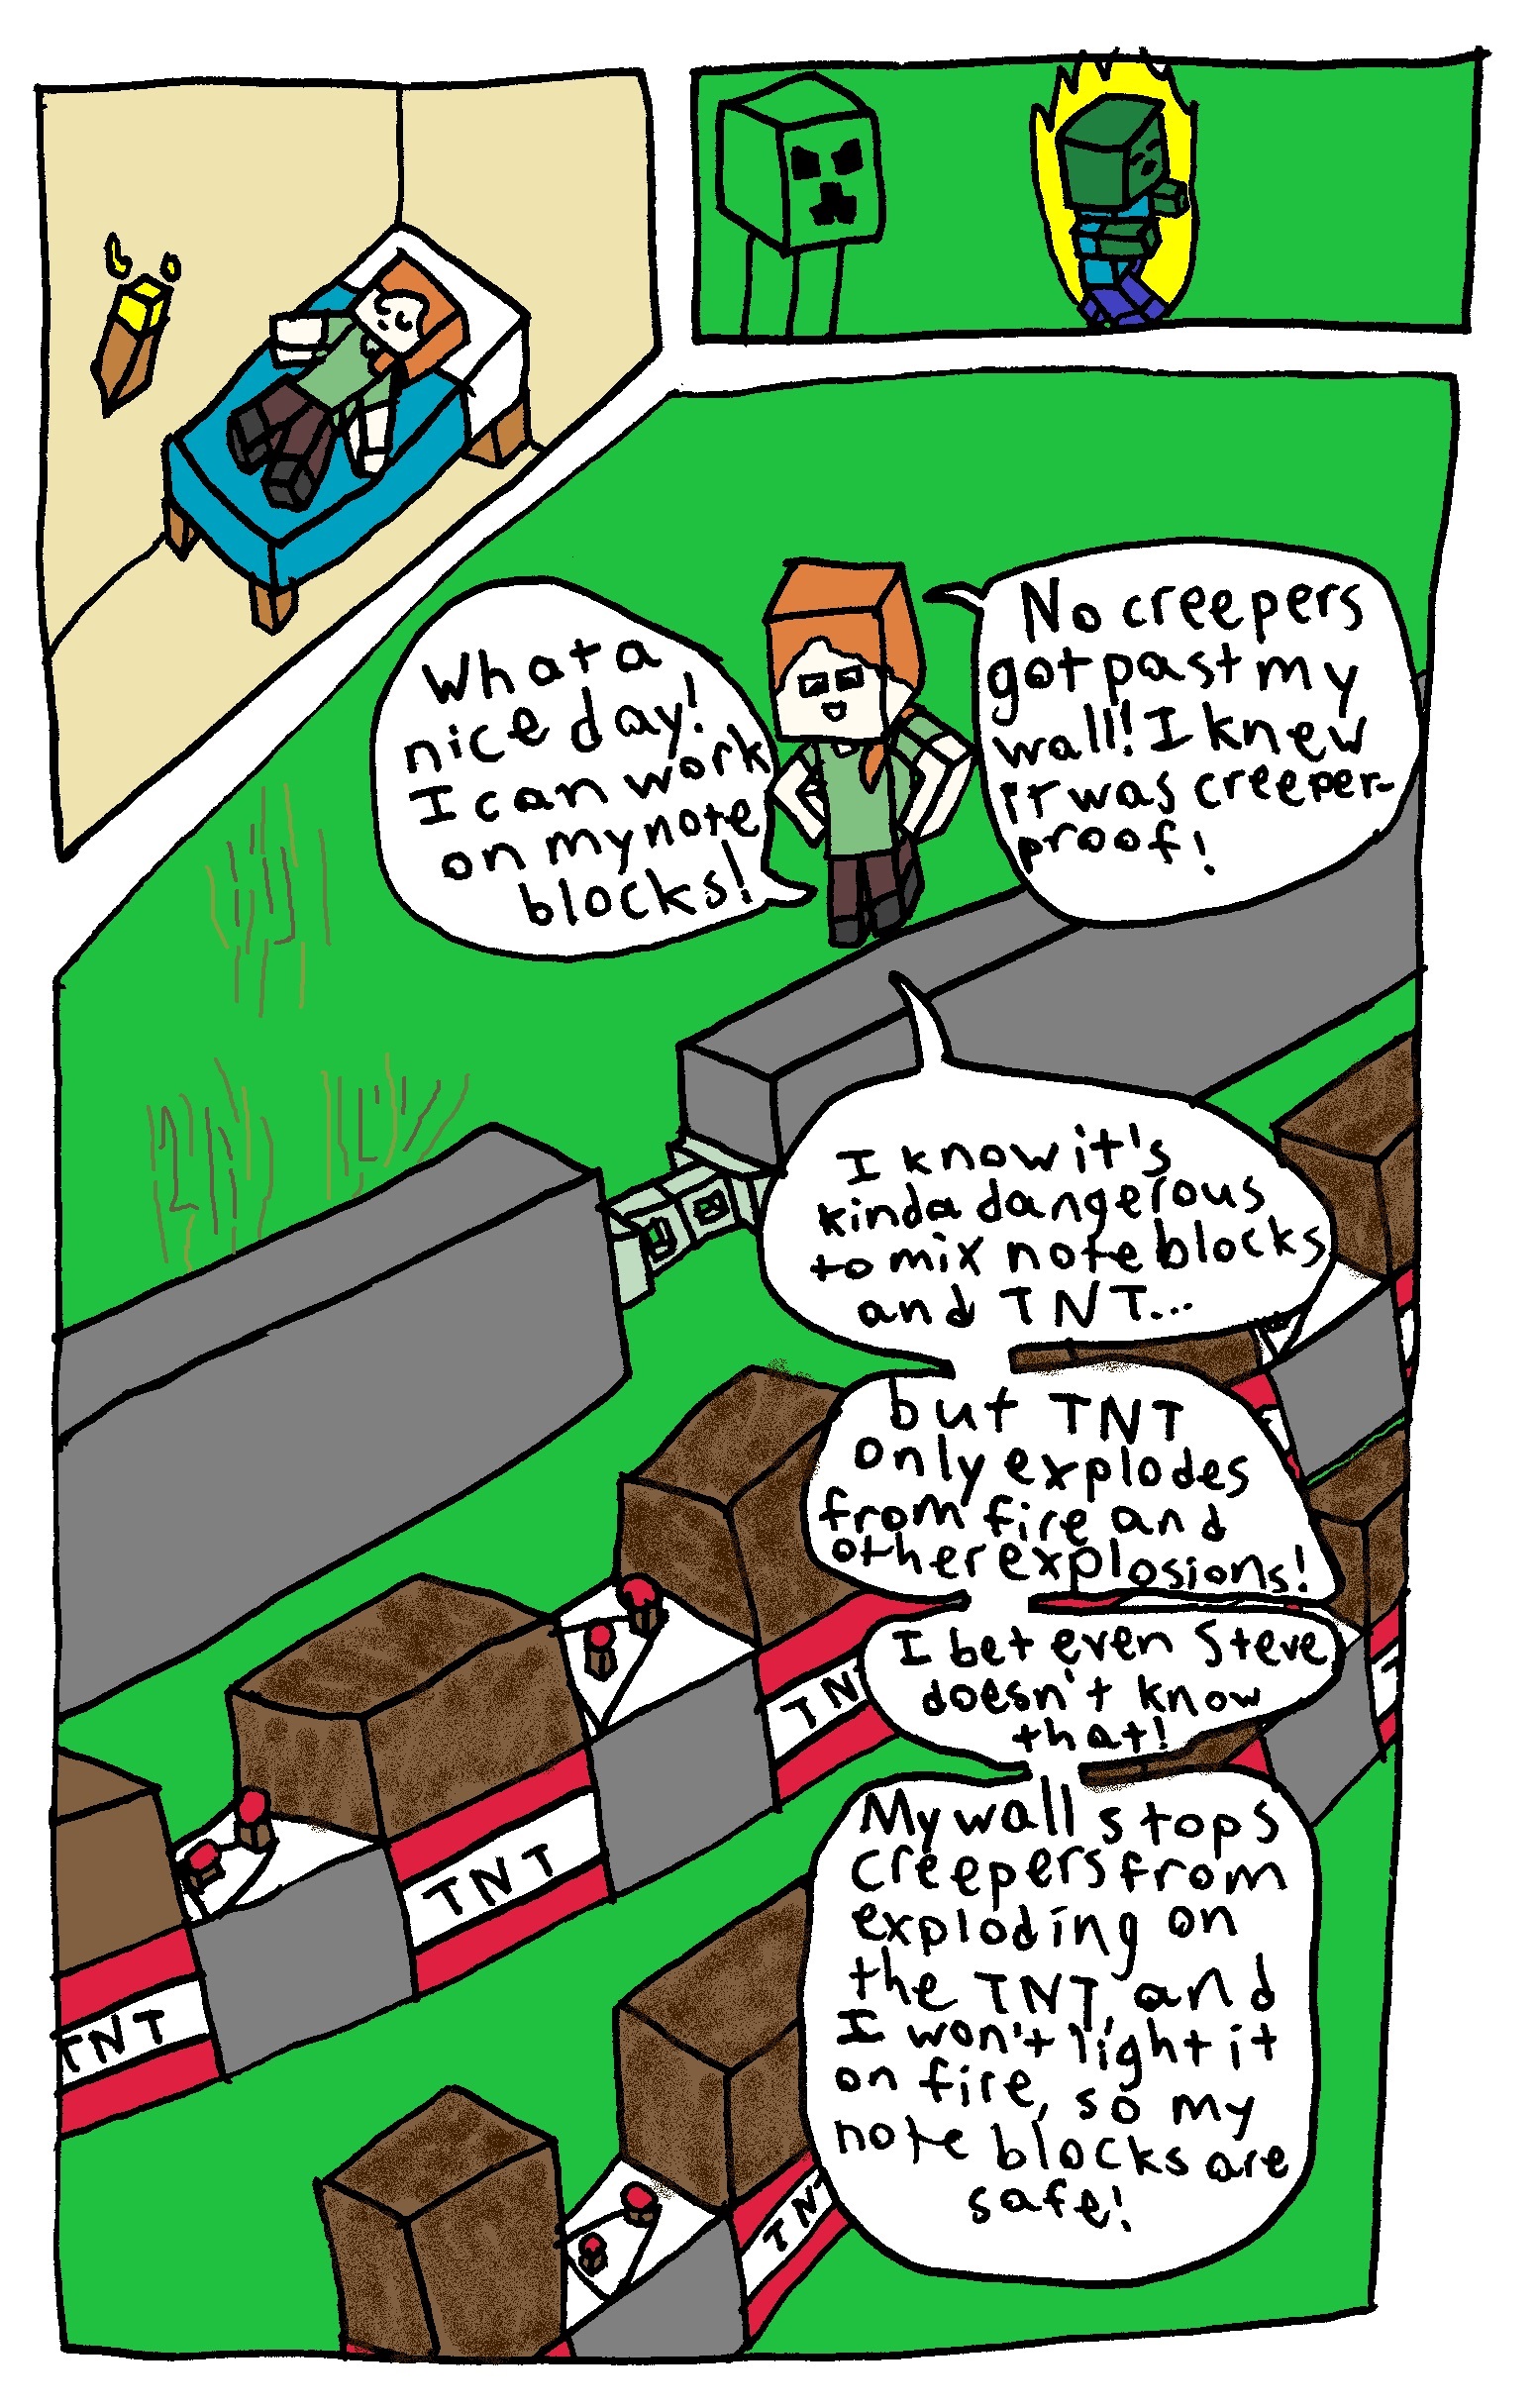 What a
nice day!
I can work
on my note
blocks!
No creepers
got past my
wall! I knew
it was creeper-
proof!
I know it's
kinda dangerous
to mix note blocks
and TNT...
but TNT
only explodes
from fire and
other explosions!
I bet even Steve
doesn't know
that!
My wall stops
creepers from
exploding on
the TNT, and
I won't light it
on fire, so my
note blocks are
safe!
TNT
TNT
TNT
TNT
T